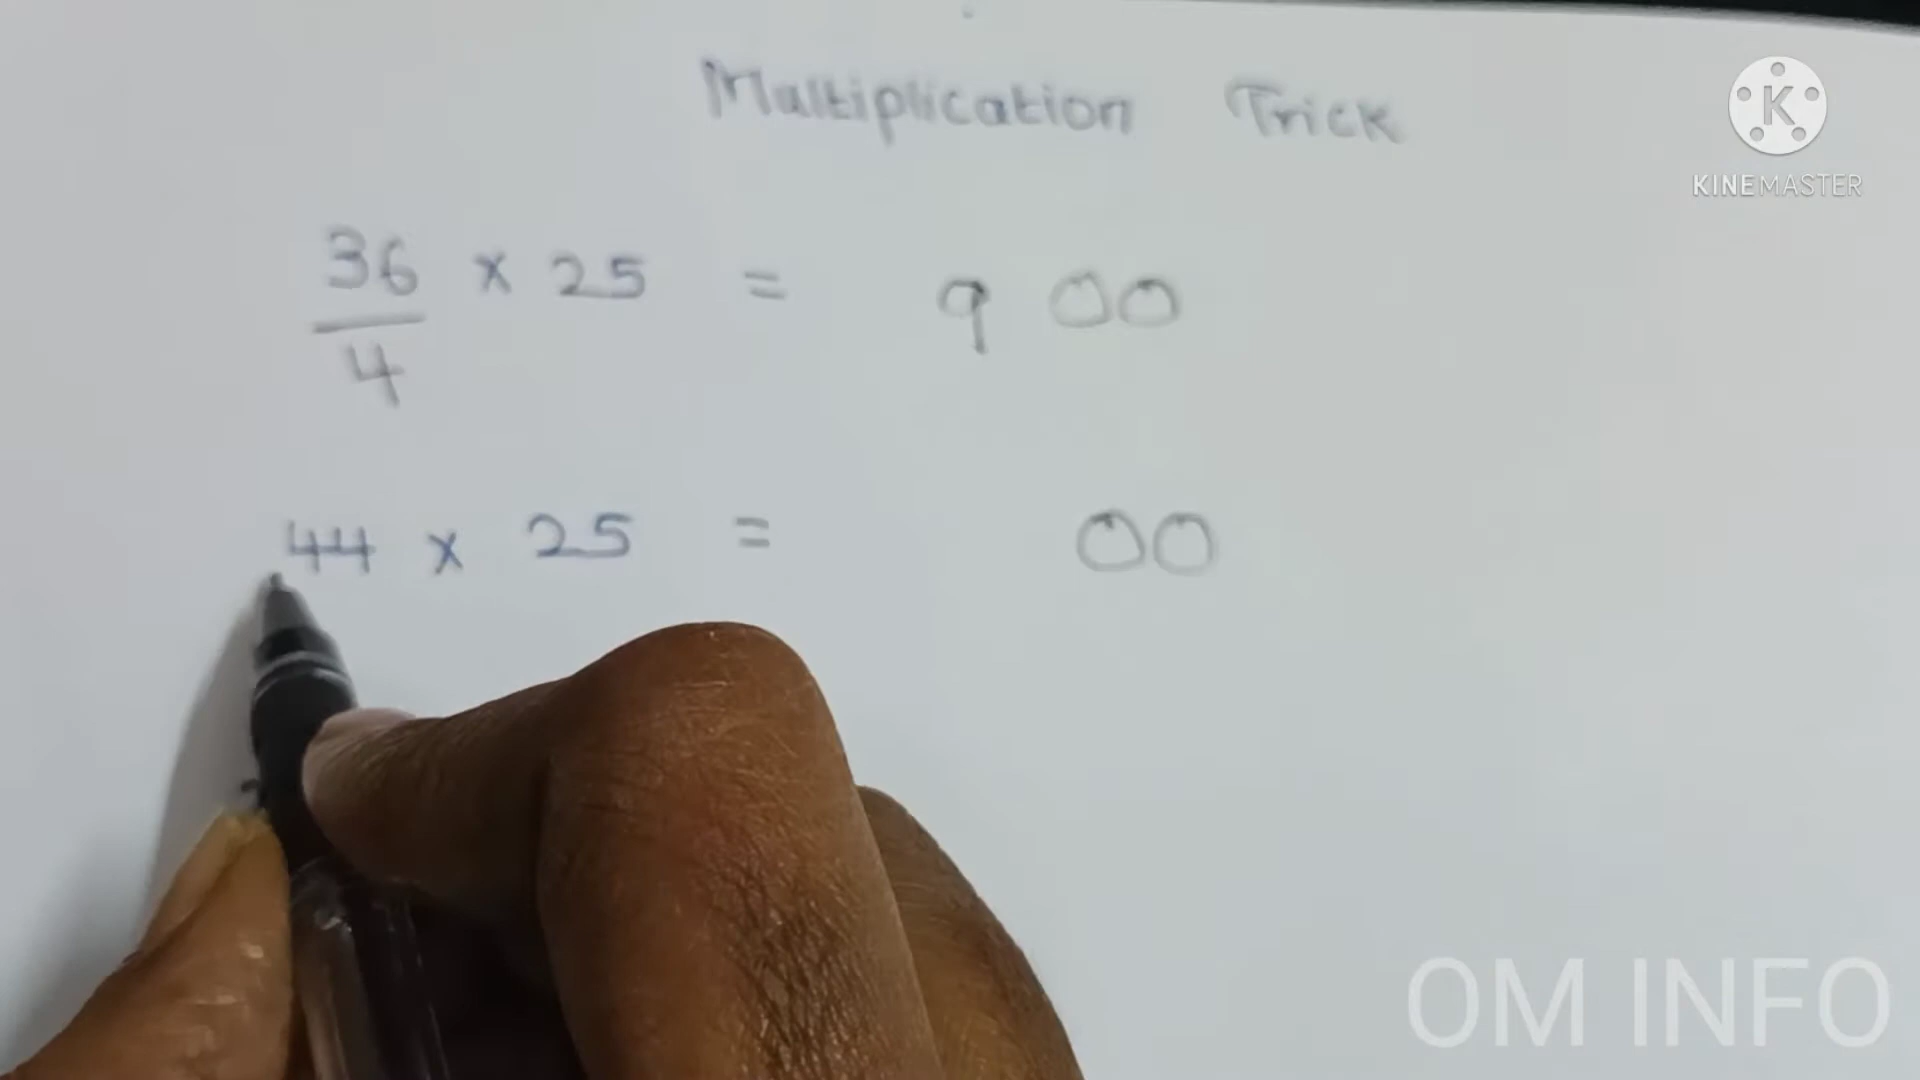 Multiplication Trick
K
KINEMASTER
36 × 25 = 9 00
4
44 × 25 = 00
OM INFO